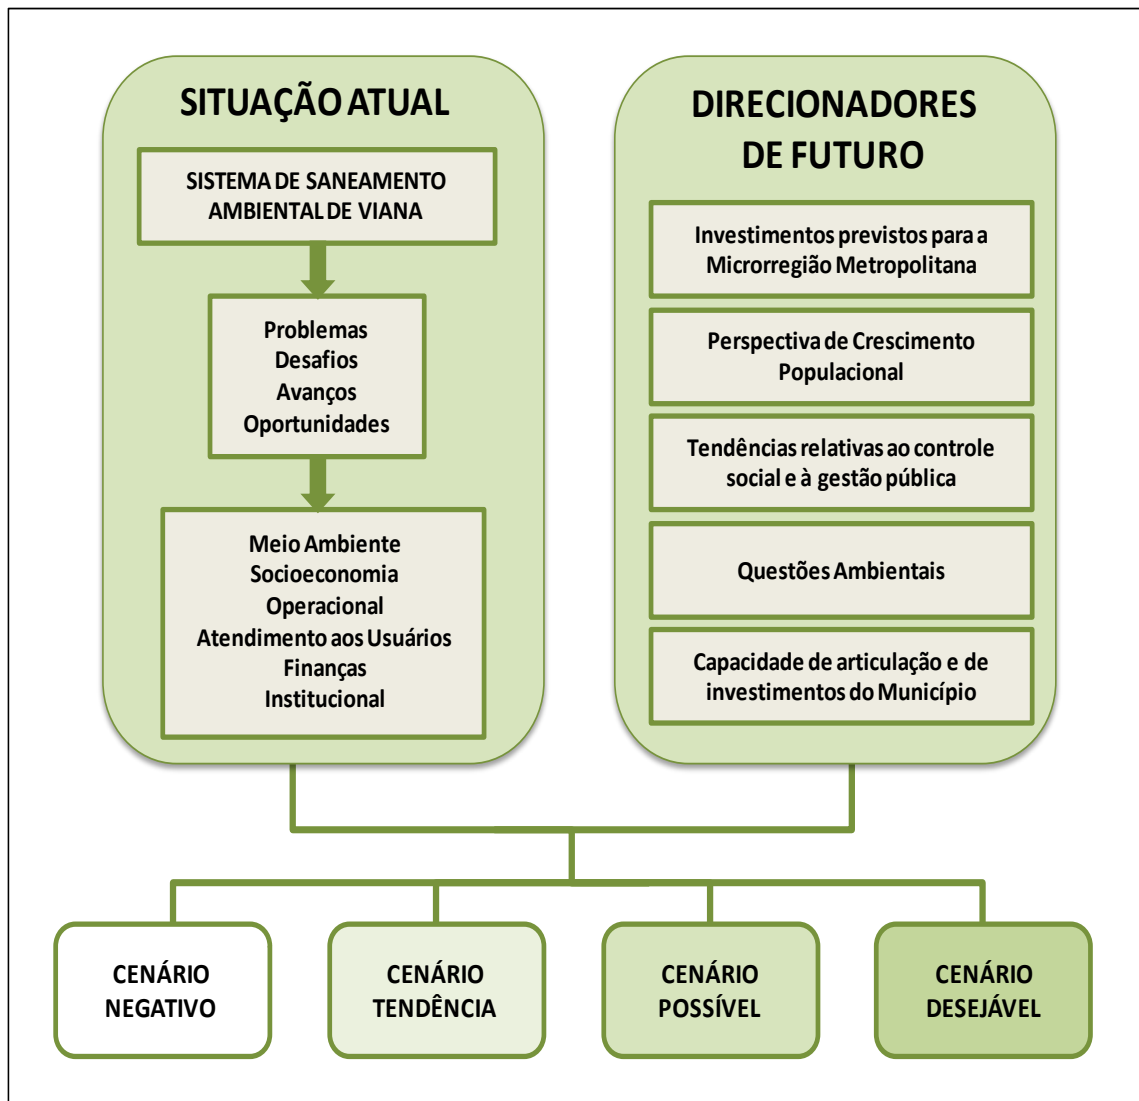 SITUAÇÃO ATUAL
SISTEMA DE SANEAMENTO
AMBIENTAL DE VIANA
Problemas
Desafios
Avanços
Oportunidades
Meio Ambiente
Socioeconomia
Operacional
Atendimento aos Usuários
Finanças
Institucional
DIRECIONADORES
DE FUTURO
Investimentos previstos para a
Microrregião Metropolitana
Perspectiva de Crescimento
Populacional
Tendências relativas ao controle
social e à gestão pública
Questões Ambientais
Capacidade de articulação e de
investimentos do Município
CENÁRIO
NEGATIVO
CENÁRIO
TENDÊNCIA
CENÁRIO
POSSÍVEL
CENÁRIO
DESEJÁVEL